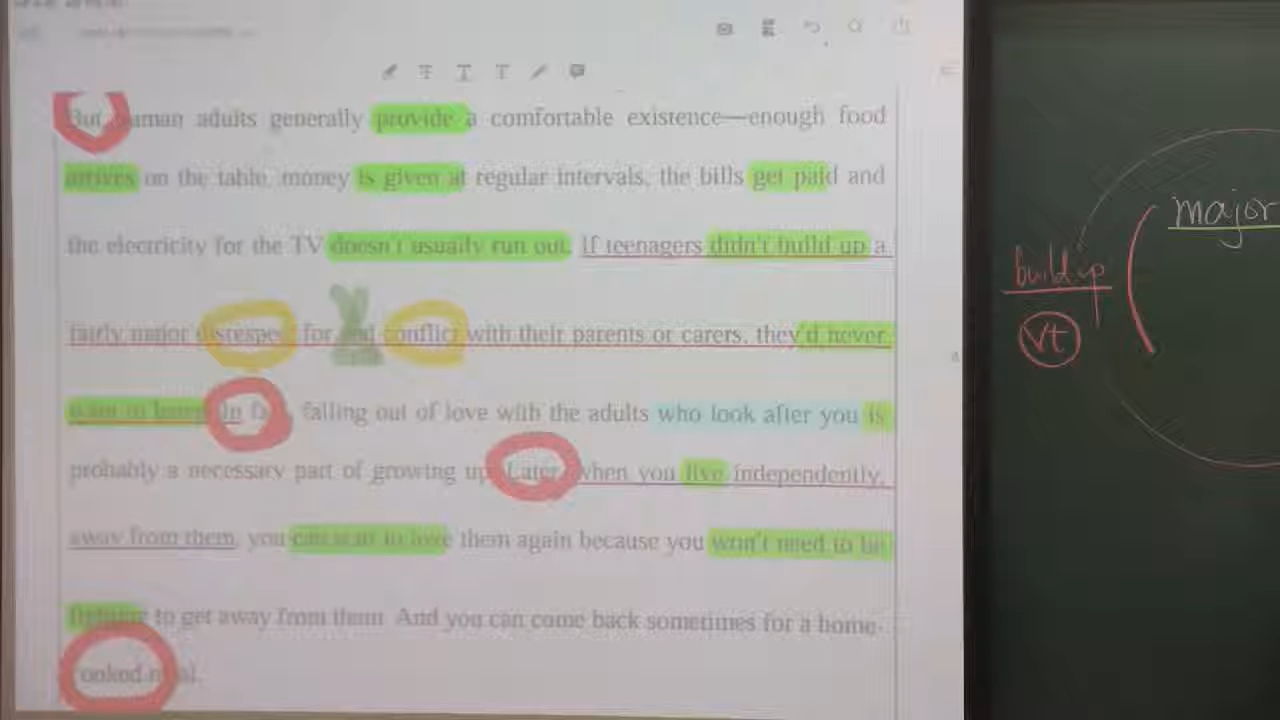 But human adults generally provide a comfortable existence—enough food
arrives on the table, money is given at regular intervals, the bills get paid and
the electricity for the TV doesn't usually run out. If teenagers didn't build up a
fairly major disrespect for and conflict with their parents or carers, they'd never
want to leave. In fact, falling out of love with the adults who look after you is
probably a necessary part of growing up. Later, when you live independently,
away from them, you can start to love them again because you won't need to be
fighting to get away from them. And you can come back sometimes for a home-
cooked meal.
major
build up
Vt